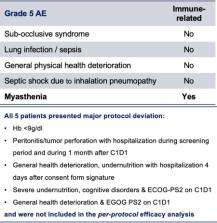 Grade 5 AE
Immune-related
Sub-occlusive syndrome No
Lung infection / sepsis No
General physical health deterioration No
Septic shock due to inhalation pneumopathy No
Myasthenia Yes
All 5 patients presented major protocol deviation:
• Hb <9g/dl
• Peritonitis/tumor perforation with hospitalization during screening
period and during 1 month after C1D1
• General health deterioration, undernutrition with hospitalization 4
days after consent form signature
• Severe undernutrition, cognitive disorders & ECOG-PS2 on C1D1
• General health deterioration & EGOG PS2 on C1D1
and were not included in the per-protocol efficacy analysis